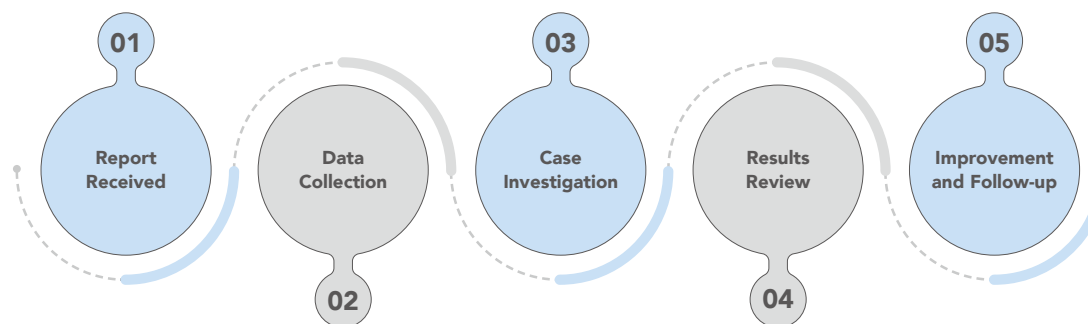 01
Report
Received
Data
Collection
02
03
Case
Investigation
Results
Review
04
05
Improvement
and Follow-up